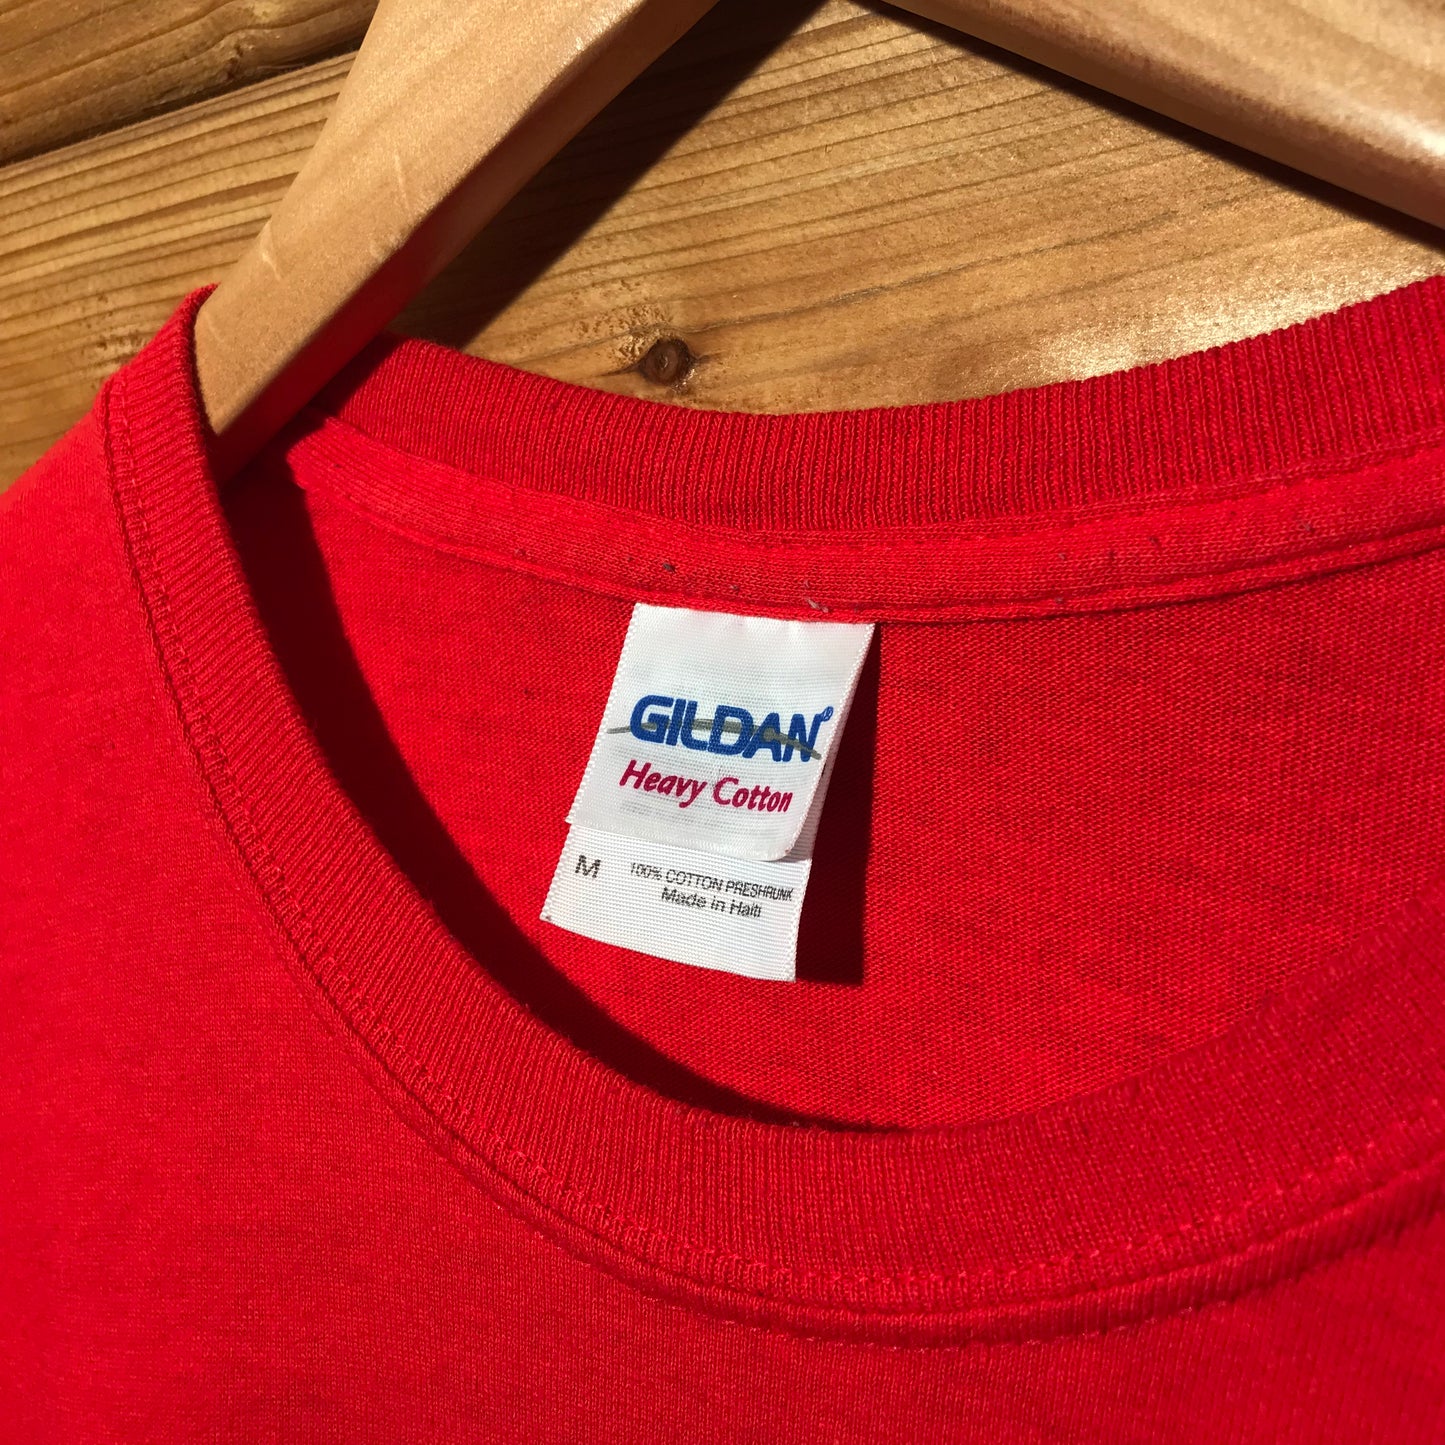 GILDAN®
Heavy Cotton
M
100% COTTON PRESHRUNK
Made in Haiti